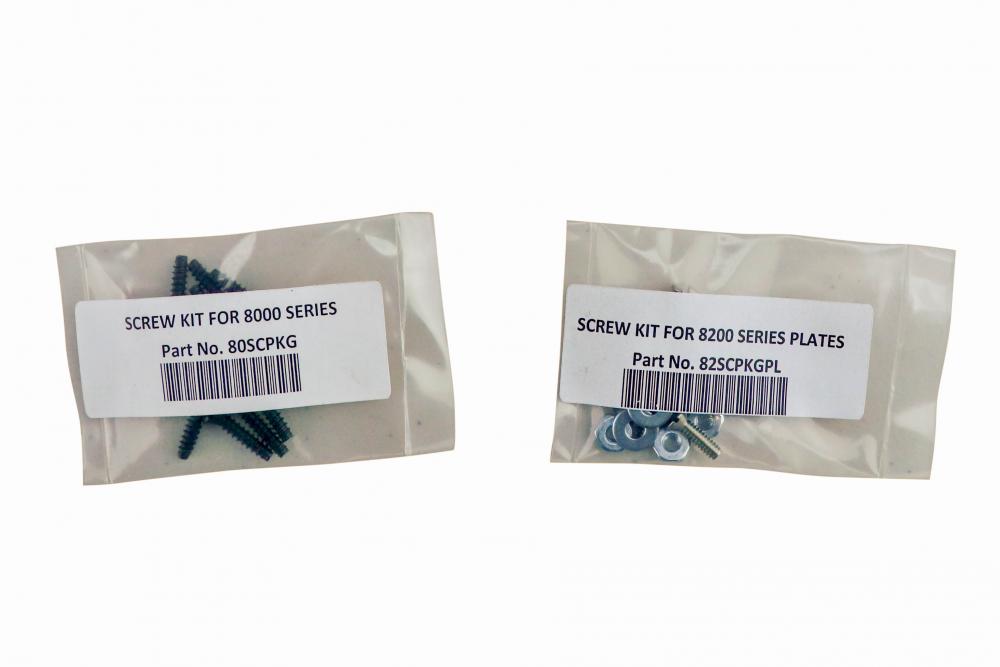 SCREW KIT FOR 8000 SERIES
Part No. 80SCPKG
SCREW KIT FOR 8200 SERIES PLATES
Part No. 82SCPKGPL